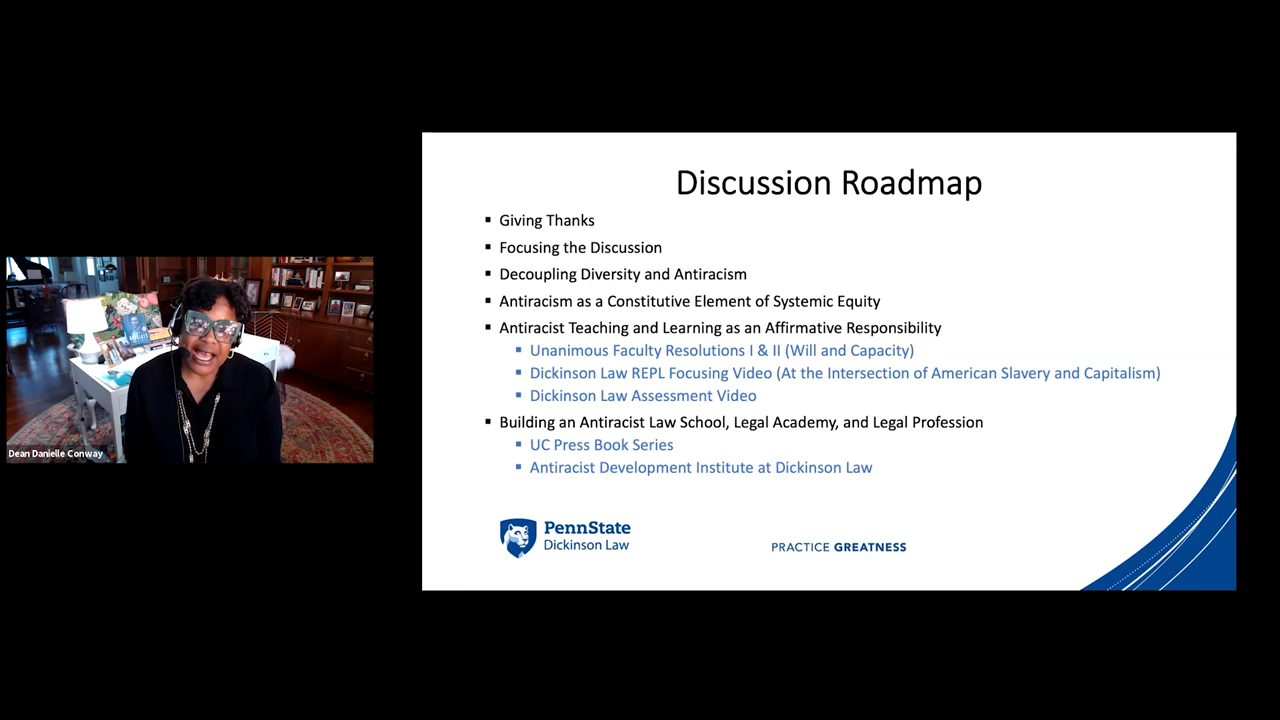 Discussion Roadmap
Giving Thanks
Focusing the Discussion
Decoupling Diversity and Antiracism
Antiracism as a Constitutive Element of Systemic Equity
Antiracist Teaching and Learning as an Affirmative Responsibility
Unanimous Faculty Resolutions I & II (Will and Capacity)
Dickinson Law REPL Focusing Video (At the Intersection of American Slavery and Capitalism)
Dickinson Law Assessment Video
Building an Antiracist Law School, Legal Academy, and Legal Profession
UC Press Book Series
Antiracist Development Institute at Dickinson Law
PennState
Dickinson Law
PRACTICE GREATNESS
Dean Danielle Conway